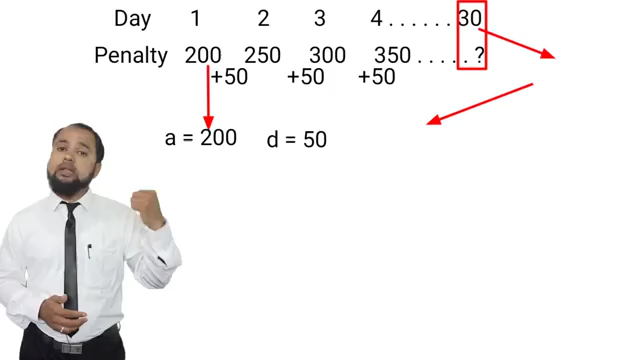 Day 1 2 3 4 . . . . . . 30
Penalty 200 250 300 350 . . . . . ?
+50 +50 +50
a = 200 d = 50